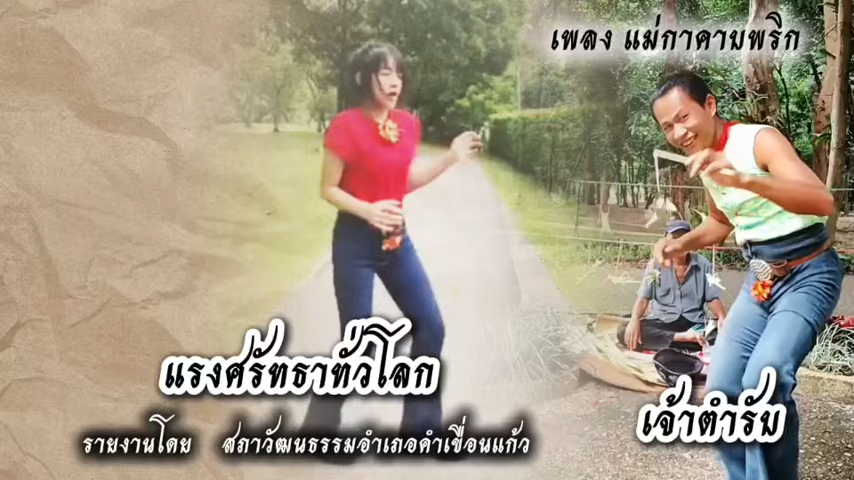 เพลง แม่กาคาบพริก
แรงศรัทธาทั่วโลก
เจ้าตำรับ
รายงานโดย สภาวัฒนธรรมอำเภอคำเขื่อนแก้ว